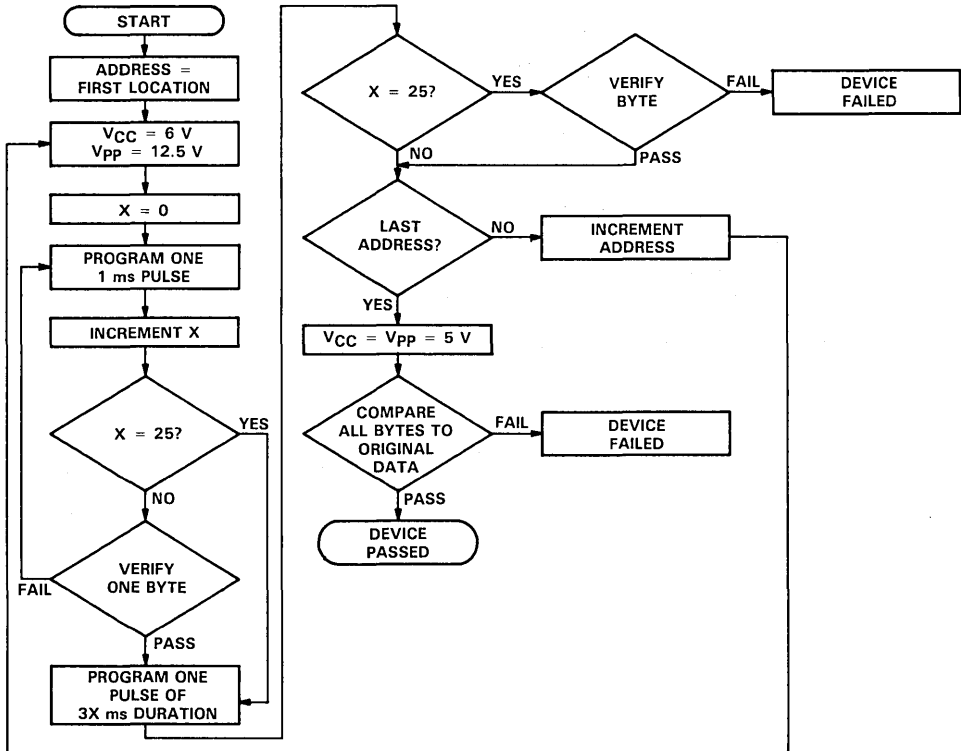 START
ADDRESS =
FIRST LOCATION
VCC = 6 V
VPP = 12.5 V
X = 0
PROGRAM ONE
1 ms PULSE
INCREMENT X
X = 25?
YES
NO
VERIFY
ONE BYTE
FAIL
PASS
PROGRAM ONE
PULSE OF
3X ms DURATION
X = 25?
YES
NO
VERIFY
BYTE
FAIL
PASS
DEVICE
FAILED
LAST
ADDRESS?
NO
YES
INCREMENT
ADDRESS
VCC = VPP = 5 V
COMPARE
ALL BYTES TO
ORIGINAL
DATA
FAIL
PASS
DEVICE
FAILED
DEVICE
PASSED